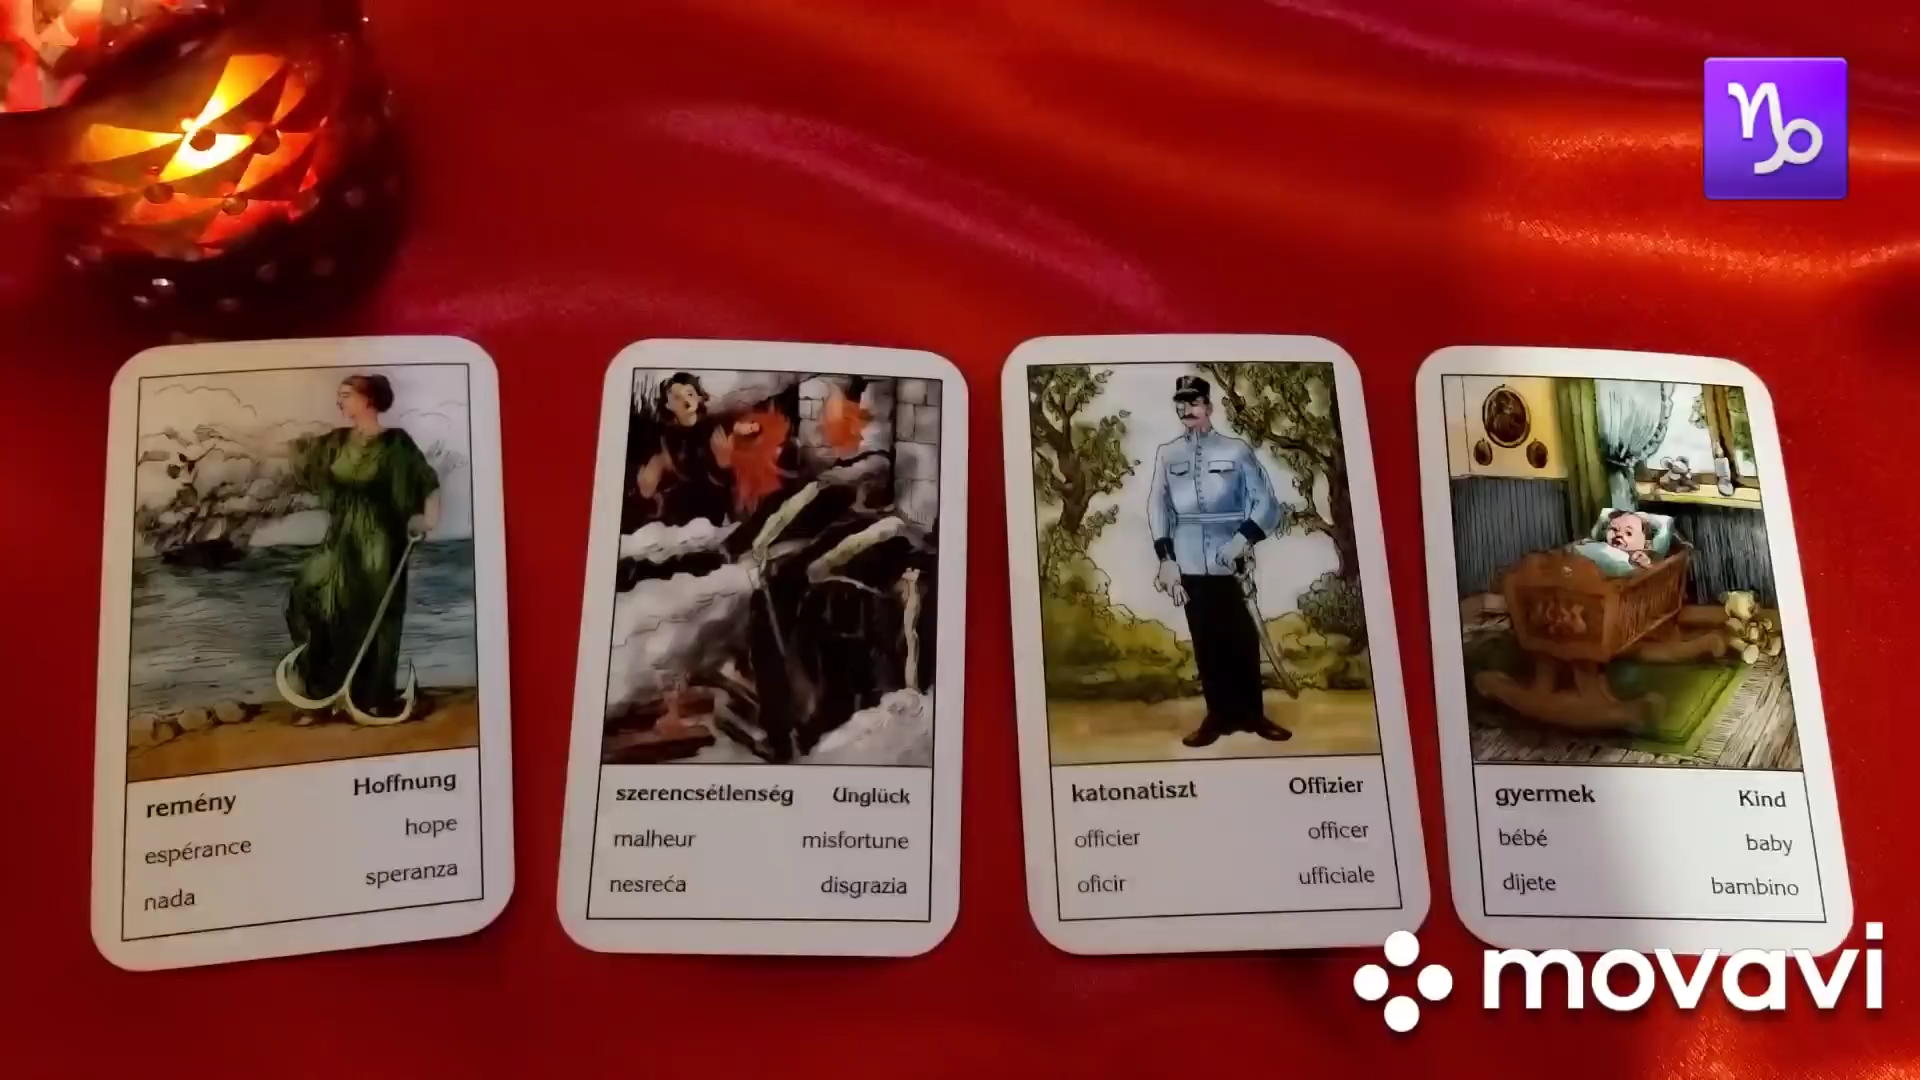 remény Hoffnung
espérance hope
nada speranza
szerencsétlenség Unglück
malheur misfortune
nesreća disgrazia
katonatiszt Offizier
officier officer
oficir ufficiale
gyermek Kind
bébé baby
dijete bambino
movavi